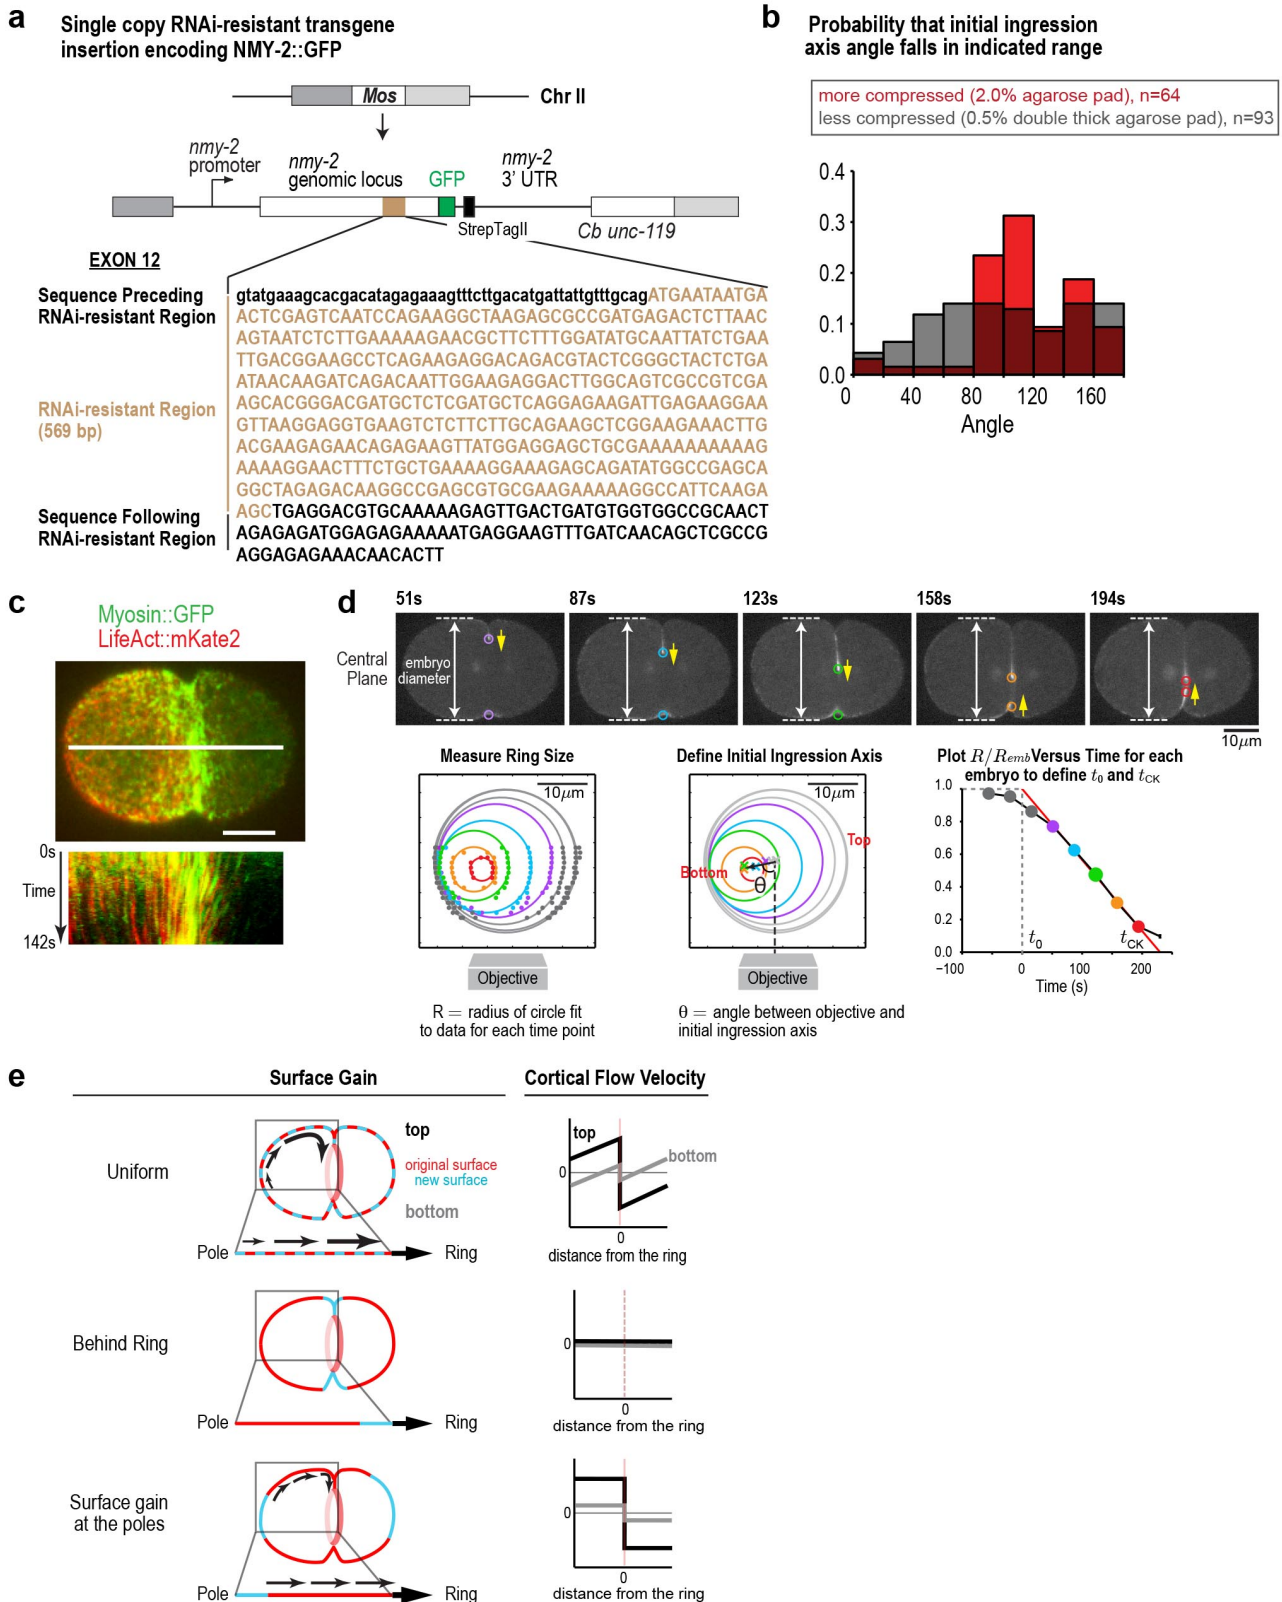 a
Single copy RNAi-resistant transgene
insertion encoding NMY-2::GFP
Mos
Chr II
nmy-2
promoter
nmy-2
genomic locus
GFP
nmy-2
3' UTR
StrepTagII
Cb unc-119
EXON 12
Sequence Preceding
RNAi-resistant Region
RNAi-resistant Region
(569 bp)
Sequence Following
RNAi-resistant Region
gtatgaaagcacgacatagagaaagtttcttgacatgattattgtttgcagATGAATAATGA
ACTCGAGTCAATCCAGAAGGCTAAGAGCGCCGATGAGACTCTTAAC
AGTAATCTCTTGAAAAAGAACGCTTCTTTGGATATGCAATTATCTGAA
TTGACGGAAGCCTCAGAAGAGGACAGACGTACTCGGGCTACTCTGA
ATAACAAGATCAGACAATTGGAAGAGGACTTGGCAGTCGCCGTCGA
AGCACGGGACGATGCTCTCGATGCTCAGGAGAAGATTGAGAAGGAA
GTTAAGGAGGTGAAGTCTCTTCTTGCAGAAGCTCGGAAGAAACTTG
ACGAAGAGAACAGAGAAGTTATGGAGGAGCTGCGAAAAAAAAAAG
AAAAGGAACTTTCTGCTGAAAAGGAAAGAGCAGATATGGCCGAGCA
GGCTAGAGACAAGGCCGAGCGTGCGAAGAAAAAGGCCATTCAAGA
AGCTGAGGACGTGCAAAAAGAGTTGACTGATGTGGTGGCCGCAACT
AGAGAGATGGAGAGAAAAATGAGGAAGTTTGATCAACAGCTCGCCG
AGGAGAGAAACAACACTT
b
Probability that initial ingression
axis angle falls in indicated range
more compressed (2.0% agarose pad), n=64
less compressed (0.5% double thick agarose pad), n=93
0.4
0.3
0.2
0.1
0.0
0 40 80 120 160
Angle
c
Myosin::GFP
LifeAct::mKate2
0s
Time
142s
d
51s 87s 123s 158s 194s
Central
Plane
embryo
diameter
10μm
Measure Ring Size
10μm
Objective
R = radius of circle fit
to data for each time point
Define Initial Ingression Axis
10μm
Top
Bottom
θ
Objective
θ = angle between objective and
initial ingression axis
Plot R/Remb Versus Time for each
embryo to define t0 and tCK
1.0
0.8
0.6
0.4
0.2
0.0
t0
tCK
−100 0 100 200
Time (s)
e
Surface Gain
Cortical Flow Velocity
Uniform
top
original surface
new surface
bottom
Pole
Ring
top
bottom
0
0
distance from the ring
Behind Ring
Pole
Ring
0
0
distance from the ring
Surface gain
at the poles
Pole
Ring
0
0
distance from the ring